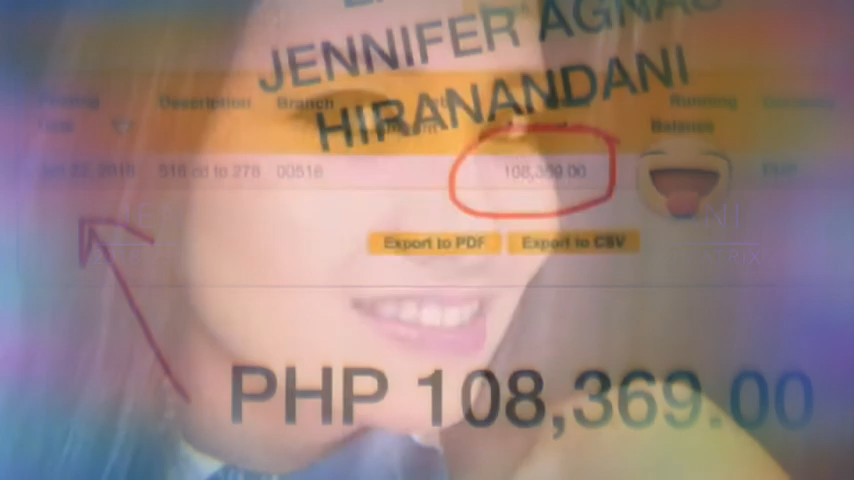 JENNIFER AGNAS
HIRANANDANI
Posting Description Branch Running Currency
Date Balance
516 cd to 276 00516 108,369.00 PHP
Export to PDF Export to CSV
PHP 108,369.00